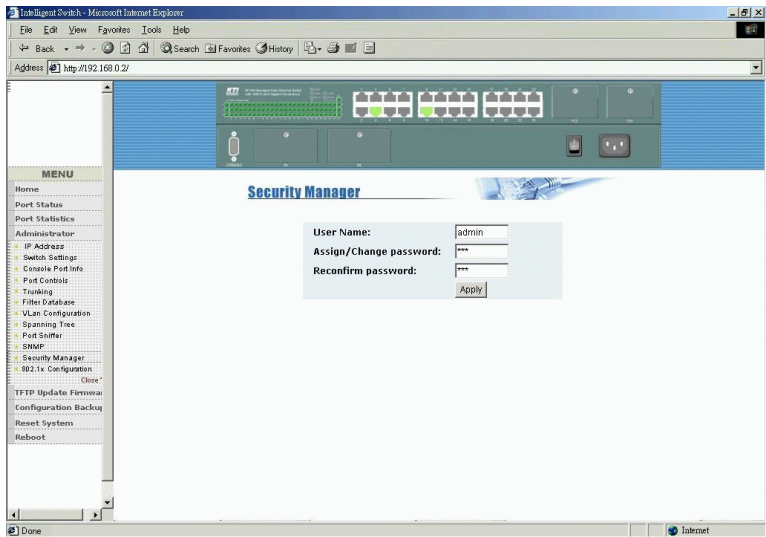 Intelligent Switch - Microsoft Internet Explorer
File Edit View Favorites Tools Help
Back Search Favorites History
Address http://192.168.0.2/
MENU
Home
Port Status
Port Statistics
Administrator
IP Address
Switch Settings
Console Port Info
Port Controls
Trunking
Filter Database
VLan Configuration
Spanning Tree
Port Sniffer
SNMP
Security Manager
802.1x Configuration
Close
TFTP Update Firmwar
Configuration Backup
Reset System
Reboot
Security Manager
User Name: admin
Assign/Change password: ***
Reconfirm password: ***
Apply
Done Internet